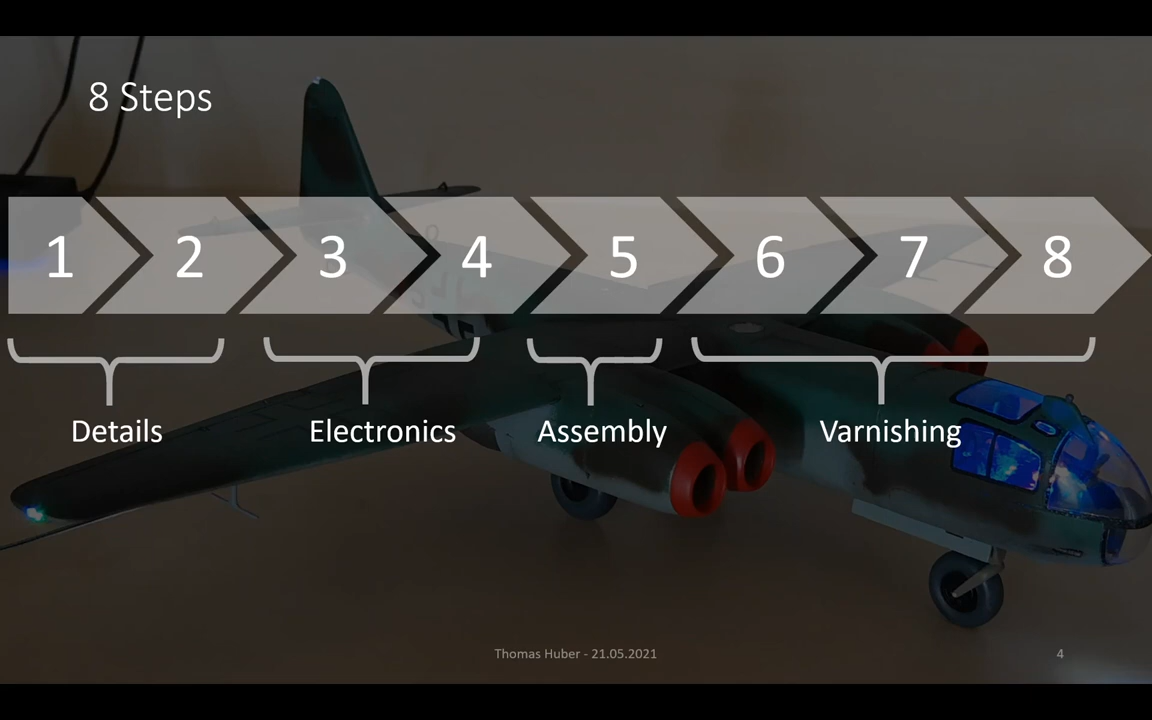 8 Steps
1 2 3 4 5 6 7 8
Details Electronics Assembly Varnishing
Thomas Huber - 21.05.2021 4